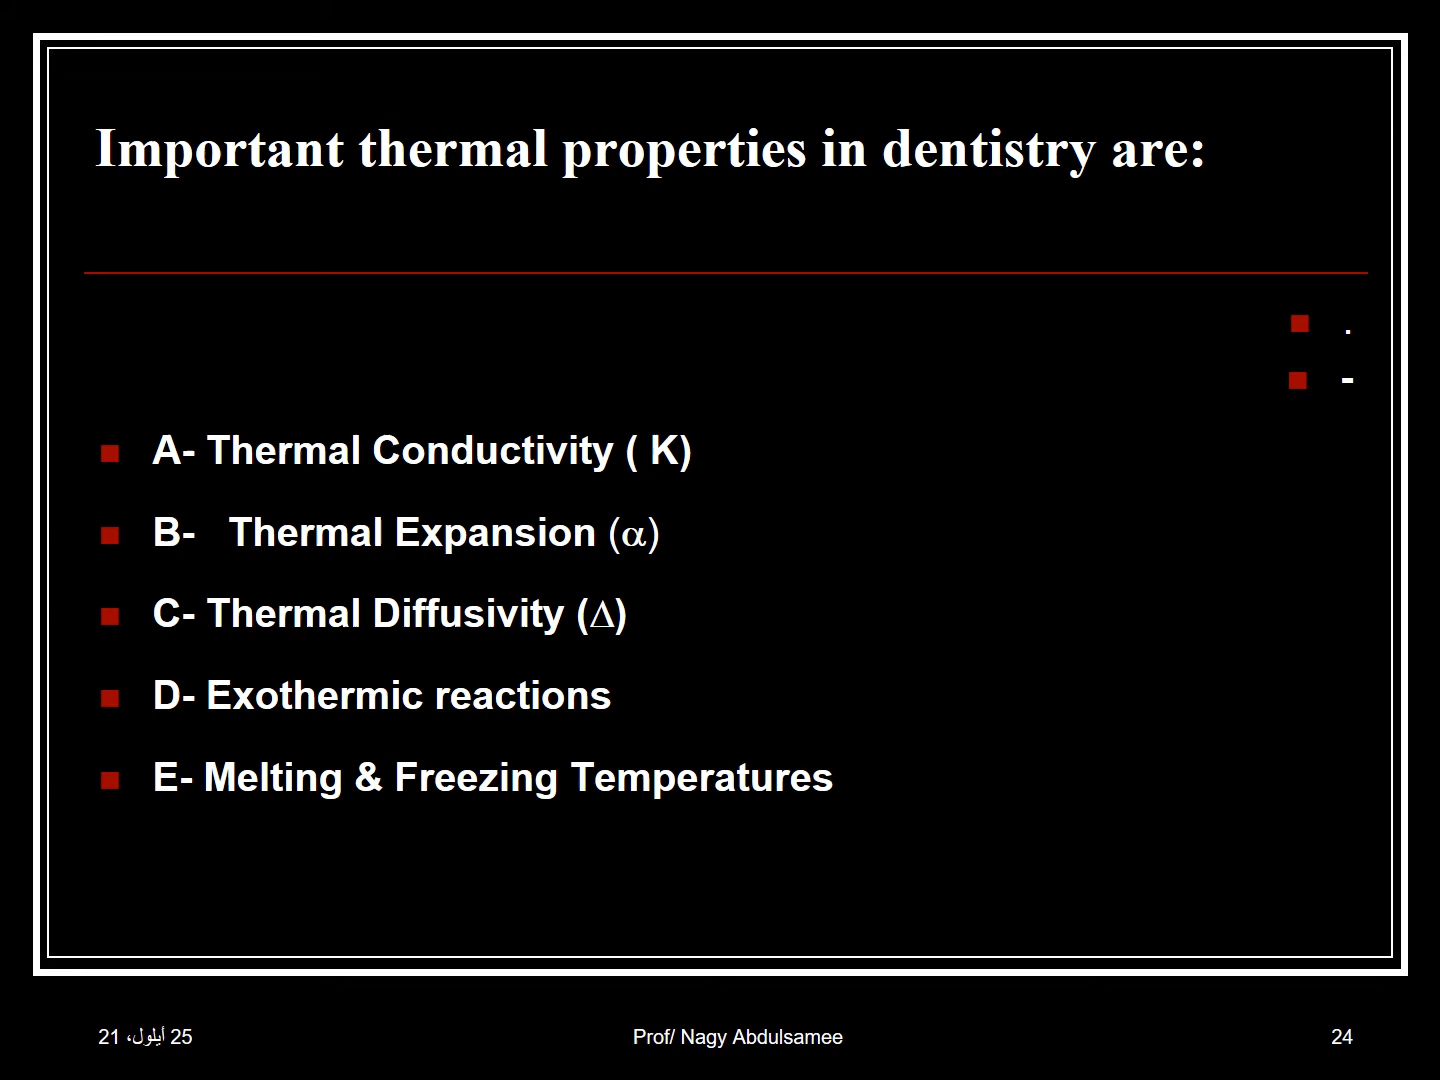 Important thermal properties in dentistry are:
.
-
A- Thermal Conductivity ( K)
B-   Thermal Expansion (α)
C- Thermal Diffusivity (Δ)
D- Exothermic reactions
E- Melting & Freezing Temperatures
25 أيلول، 21
Prof/ Nagy Abdulsamee
24